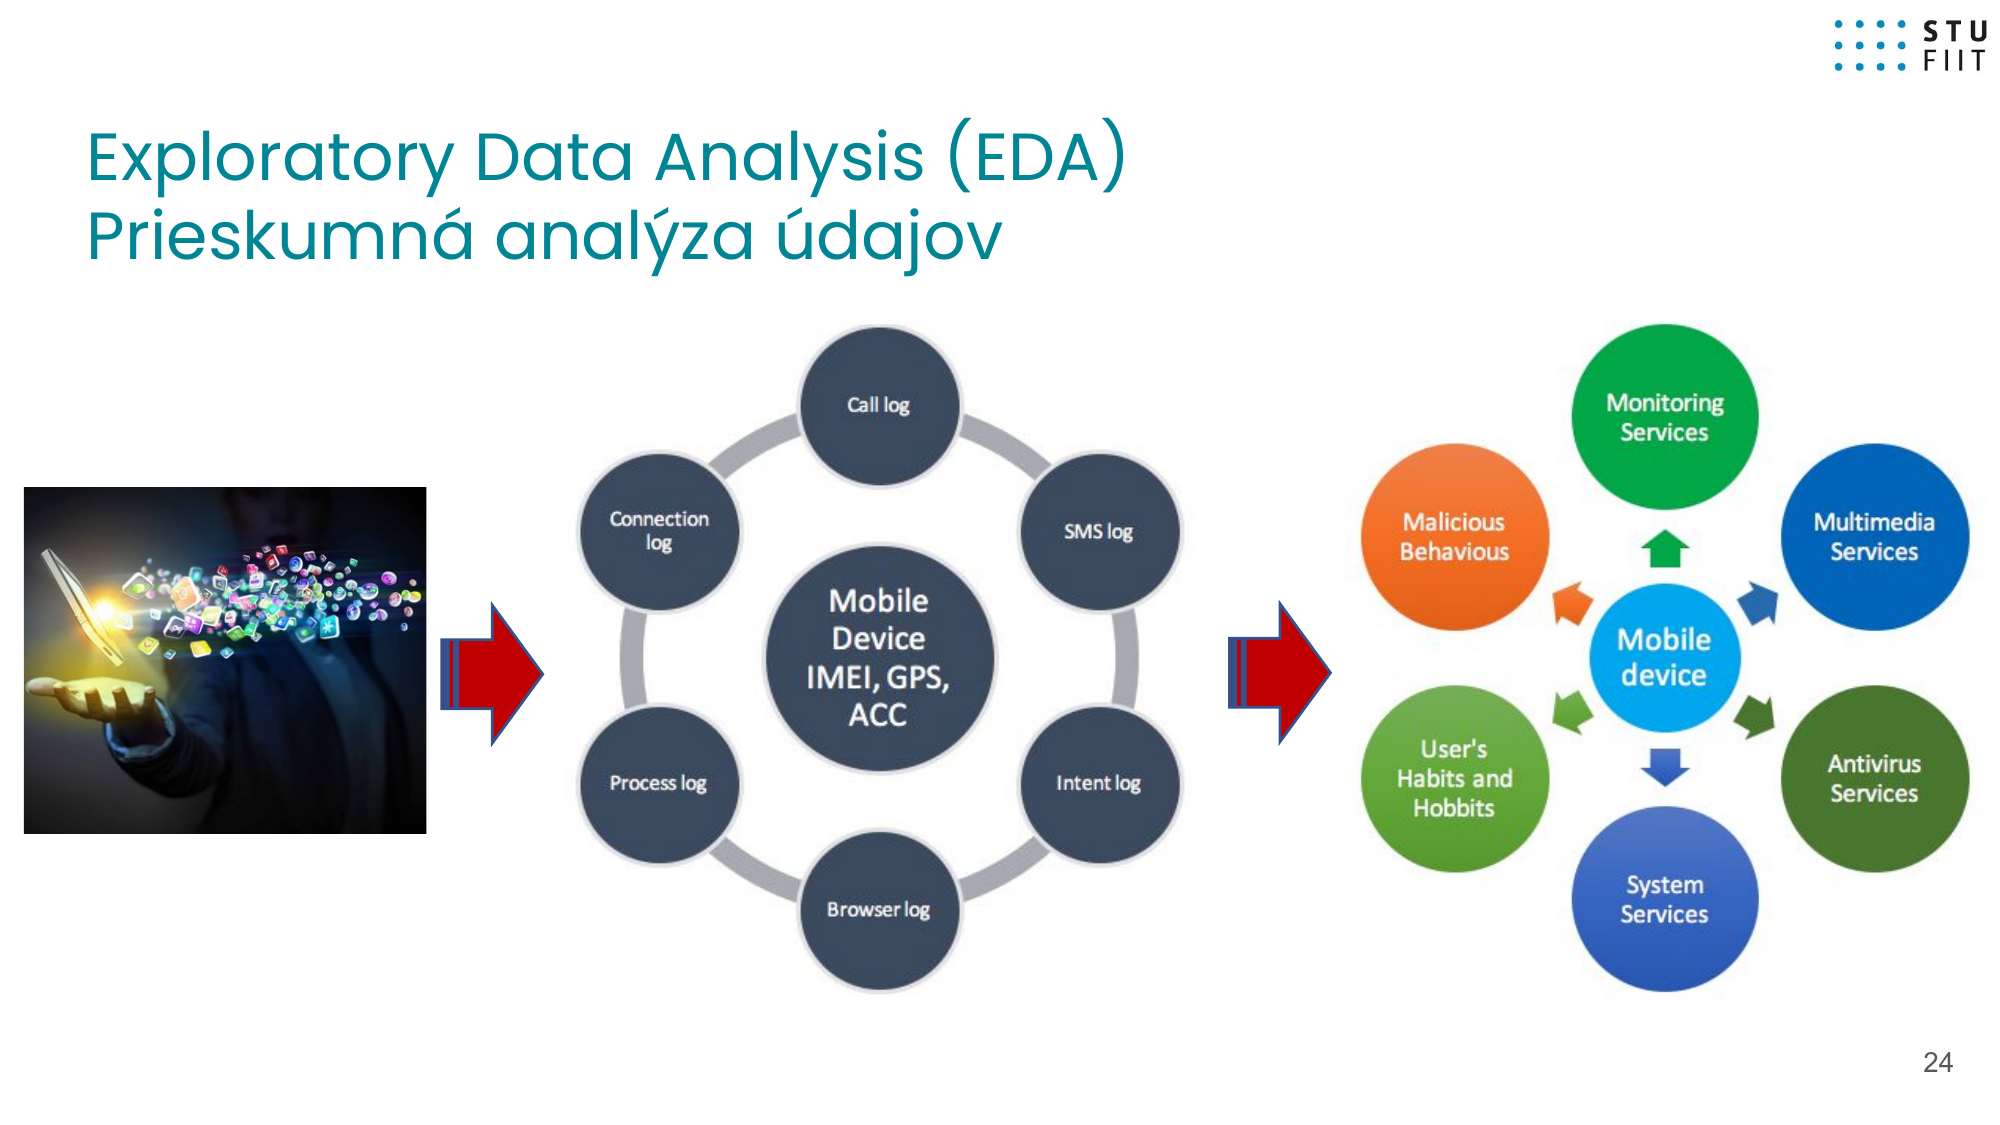 STU
FIIT
Exploratory Data Analysis (EDA)
Prieskumná analýza údajov
Call log
Connection
log
SMS log
Mobile
Device
IMEI, GPS,
ACC
Process log
Intent log
Browser log
Monitoring
Services
Malicious
Behavious
Multimedia
Services
Mobile
device
User's
Habits and
Hobbits
Antivirus
Services
System
Services
24